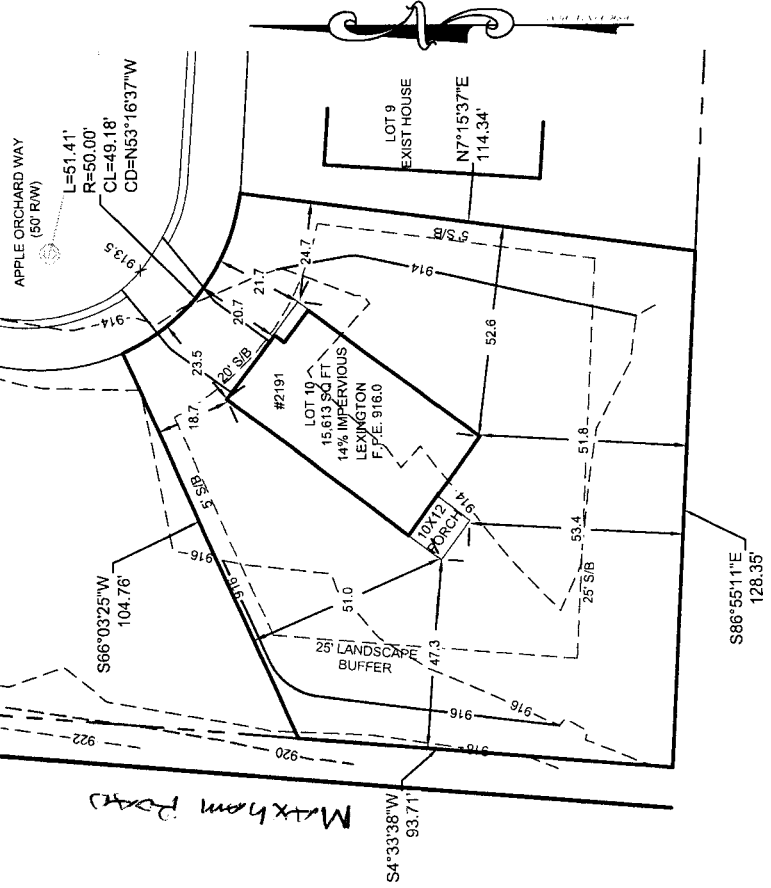 APPLE ORCHARD WAY
(50' R/W)
L=51.41'
R=50.00'
CL=49.18'
CD=N53°16'37"W
913.5
914
LOT 9
EXIST HOUSE
N7°15'37"E
114.34'
5' S/B
24.7
21.7
20.7
23.5
20' S/B
18.7
914
#2191
LOT 10
15,613 SQ FT
14% IMPERVIOUS
LEXINGTON
F.P.E. 916.0
52.6
5' S/B
S66°03'25"W
104.76'
916
916
914
10X12
PORCH
51.8
53.4
51.0
25' S/B
47.3
25' LANDSCAPE
BUFFER
916
916
916
922
920
S86°55'11"E
128.35'
S4°33'38"W
93.71'